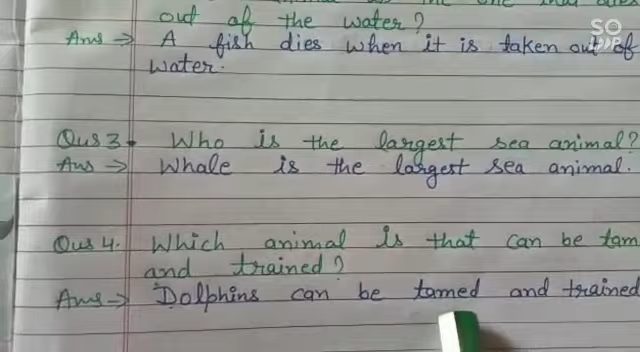 out of the water?
Ans → A fish dies when it is taken out of
water.
Qus 3. Who is the largest sea animal?
Ans → Whale is the largest sea animal.
Qus 4. Which animal is that can be tam
and trained?
Ans → Dolphins can be tamed and trained